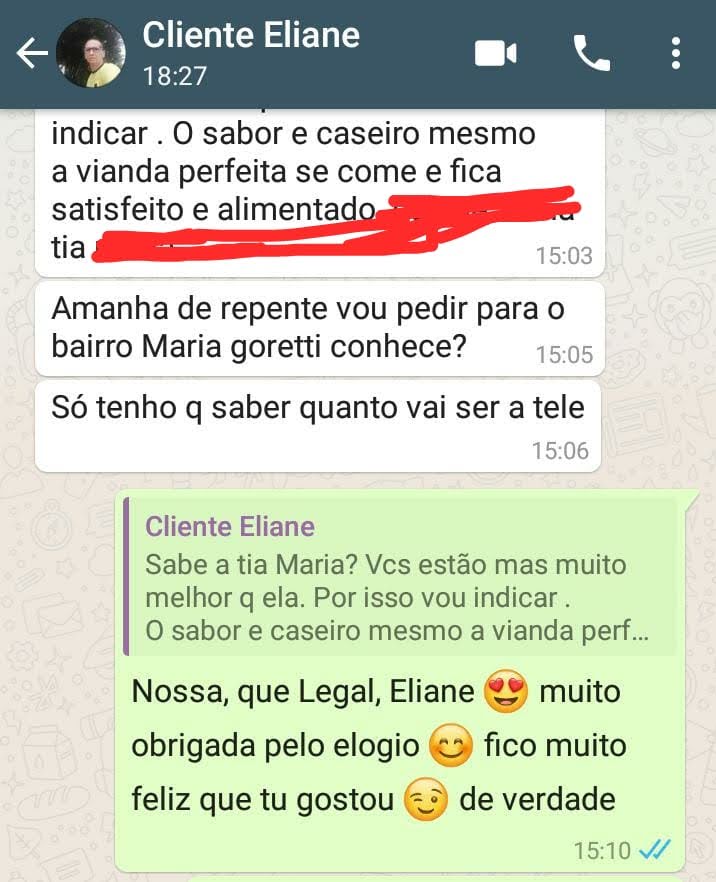 Cliente Eliane
18:27
indicar . O sabor e caseiro mesmo
a vianda perfeita se come e fica
satisfeito e alimentado
tia
15:03
Amanha de repente vou pedir para o
bairro Maria goretti conhece?
15:05
Só tenho q saber quanto vai ser a tele
15:06
Cliente Eliane
Sabe a tia Maria? Vcs estão mas muito
melhor q ela. Por isso vou indicar .
O sabor e caseiro mesmo a vianda perf...
Nossa, que Legal, Eliane 😍 muito
obrigada pelo elogio 😊 fico muito
feliz que tu gostou 😉 de verdade
15:10